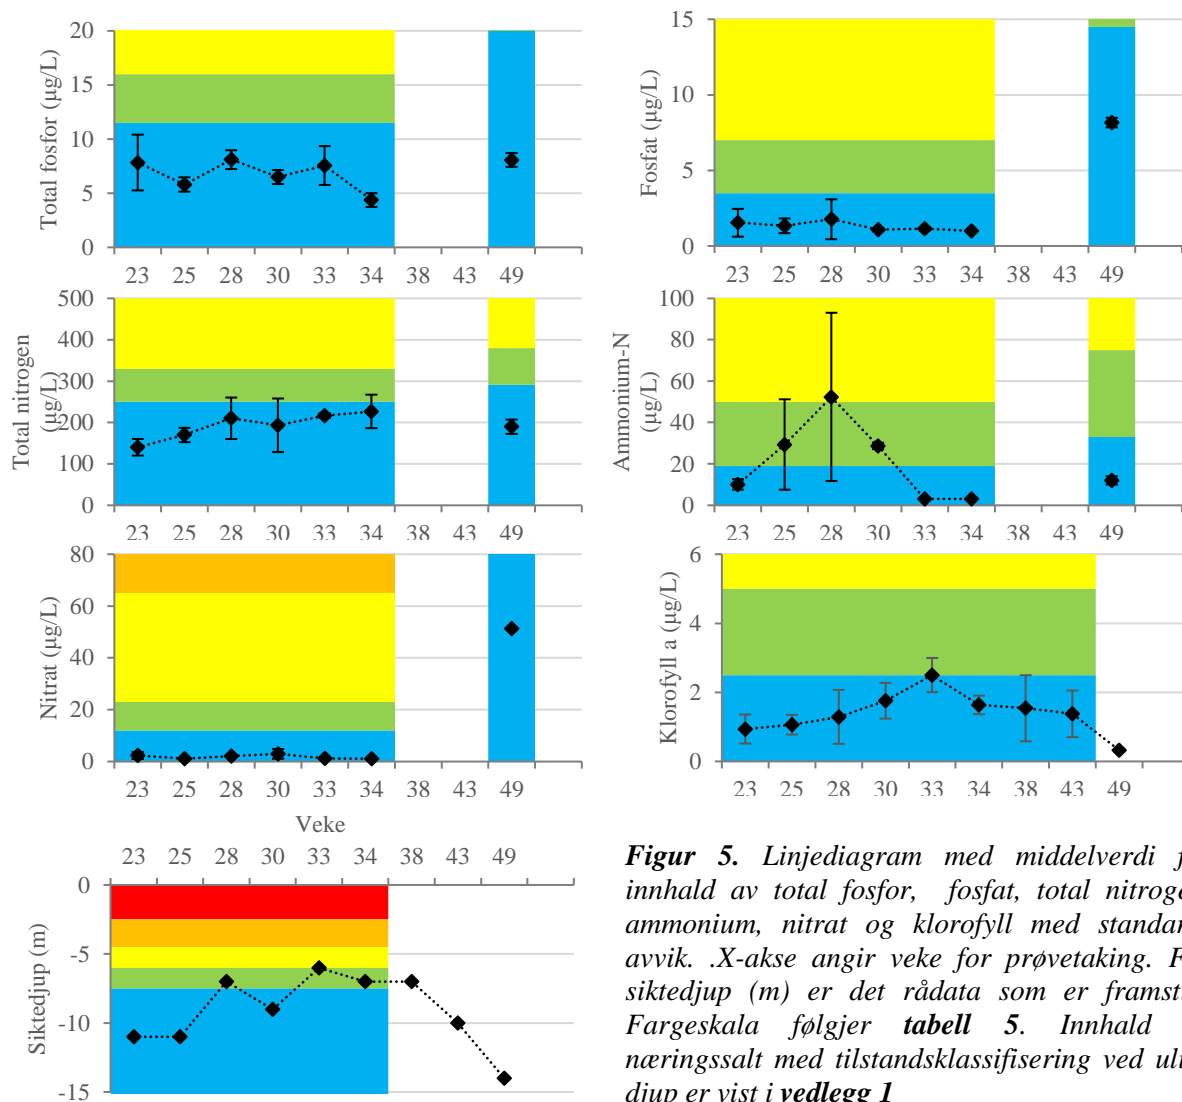 Total fosfor (µg/L)
20
15
10
5
0
23 25 28 30 33 34 38 43 49
Fosfat (µg/L)
15
10
5
0
23 25 28 30 33 34 38 43 49
Total nitrogen
(µg/L)
500
400
300
200
100
0
23 25 28 30 33 34 38 43 49
Ammonium-N
(µg/L)
100
80
60
40
20
0
23 25 28 30 33 34 38 43 49
Nitrat (µg/L)
80
60
40
20
0
23 25 28 30 33 34 38 43 49
Veke
Klorofyll a (µg/L)
6
4
2
0
23 25 28 30 33 34 38 43 49
23 25 28 30 33 34 38 43 49
Siktedjup (m)
0
-5
-10
-15
Figur 5. Linjediagram med middelverdi f
innhald av total fosfor, fosfat, total nitroge
ammonium, nitrat og klorofyll med standar
avvik. .X-akse angir veke for prøvetaking. F
siktedjup (m) er det rådata som er framst
Fargeskala følgjer tabell 5. Innhald
næringssalt med tilstandsklassifisering ved uli
djup er vist i vedlegg 1